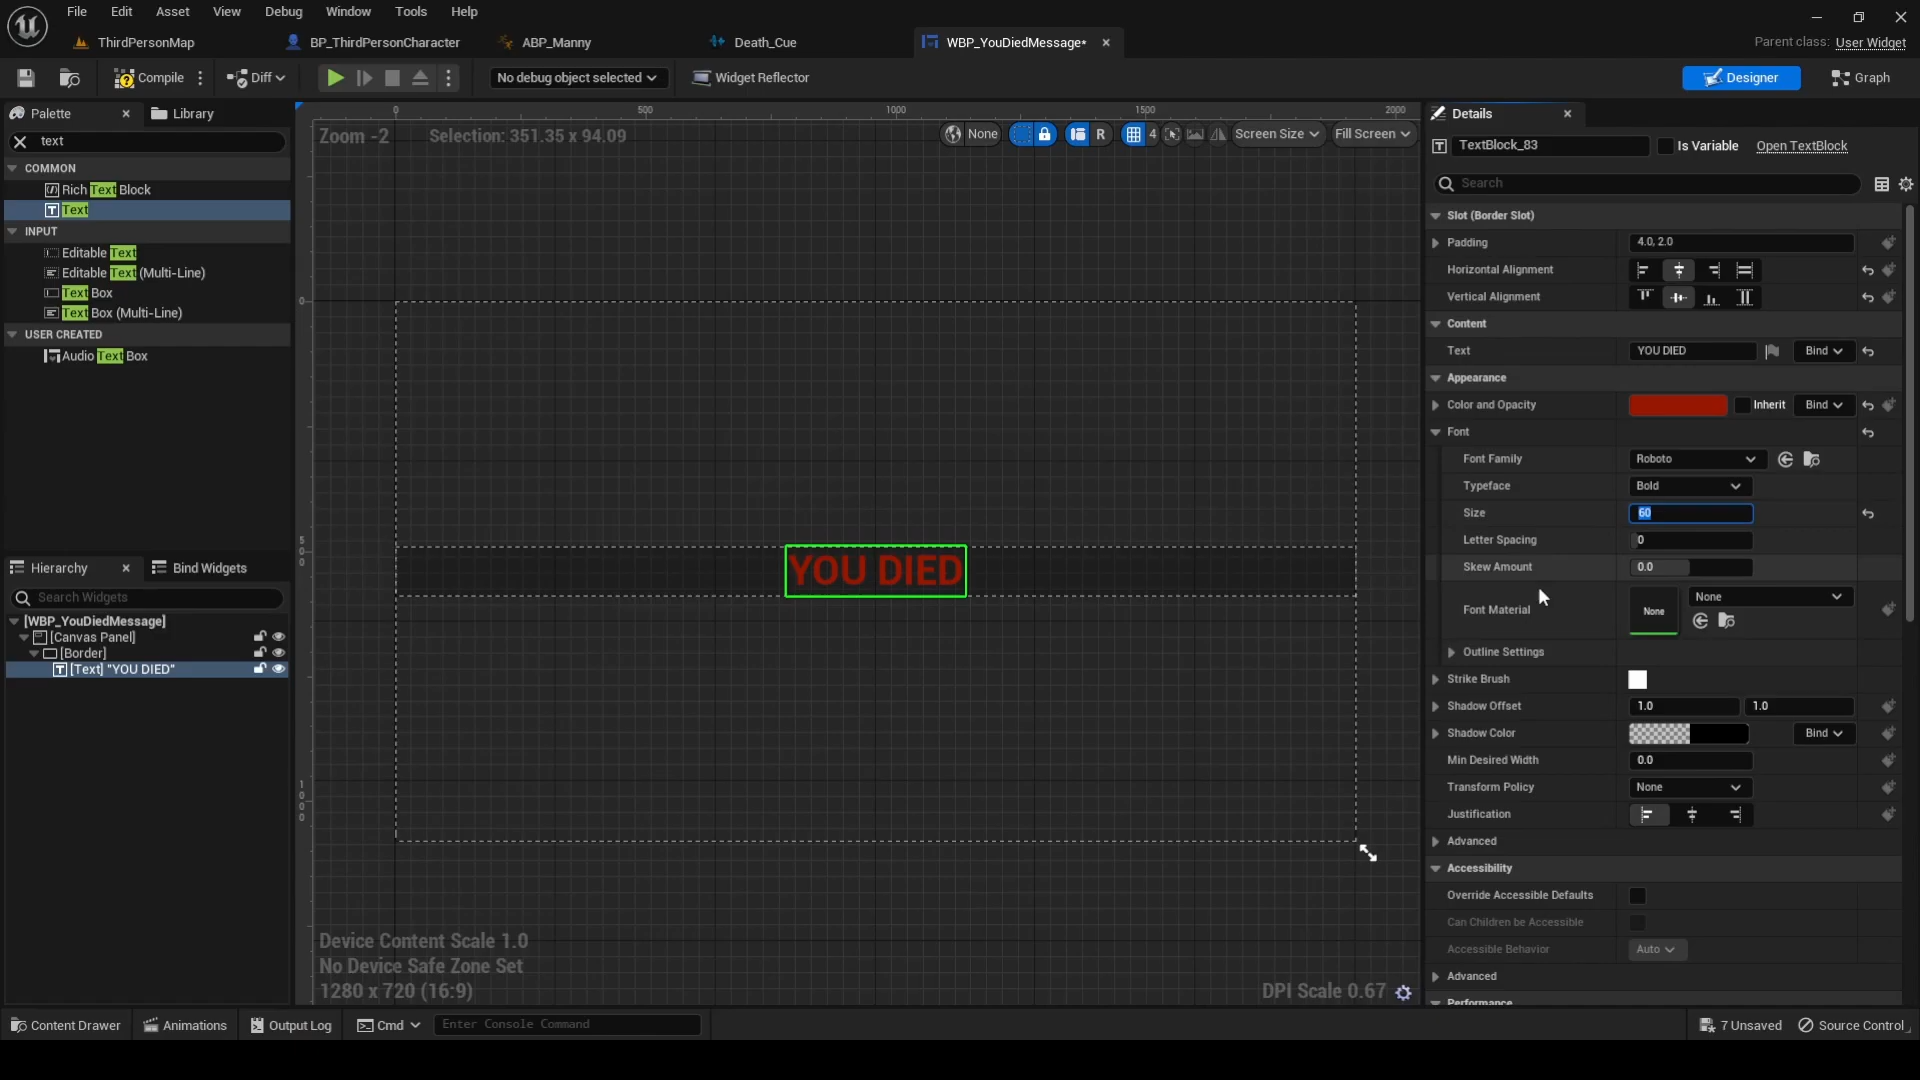 File Edit Asset View Debug Window Tools Help
ThirdPersonMap BP_ThirdPersonCharacter ABP_Manny Death_Cue WBP_YouDiedMessage*
Parent class: User Widget
Compile Diff No debug object selected Widget Reflector Designer Graph
Palette Library
text
COMMON
Rich Text Block
Text
INPUT
Editable Text
Editable Text (Multi-Line)
Text Box
Text Box (Multi-Line)
USER CREATED
Audio Text Box
Hierarchy Bind Widgets
Search Widgets
[WBP_YouDiedMessage]
[Canvas Panel]
[Border]
[Text] "YOU DIED"
0 500 1000 1500 2000
Zoom -2 Selection: 351.35 x 94.09
None R 4 Screen Size Fill Screen
0
500
1000
YOU DIED
Device Content Scale 1.0
No Device Safe Zone Set
1280 x 720 (16:9)
DPI Scale 0.67
Details
TextBlock_83 Is Variable Open TextBlock
Search
Slot (Border Slot)
Padding 4.0, 2.0
Horizontal Alignment
Vertical Alignment
Content
Text YOU DIED Bind
Appearance
Color and Opacity Inherit Bind
Font
Font Family Roboto
Typeface Bold
Size 60
Letter Spacing 0
Skew Amount 0.0
Font Material None None
Outline Settings
Strike Brush
Shadow Offset 1.0 1.0
Shadow Color Bind
Min Desired Width 0.0
Transform Policy None
Justification
Advanced
Accessibility
Override Accessible Defaults
Can Children be Accessible
Accessible Behavior Auto
Advanced
Performance
Content Drawer Animations Output Log Cmd Enter Console Command
7 Unsaved Source Control